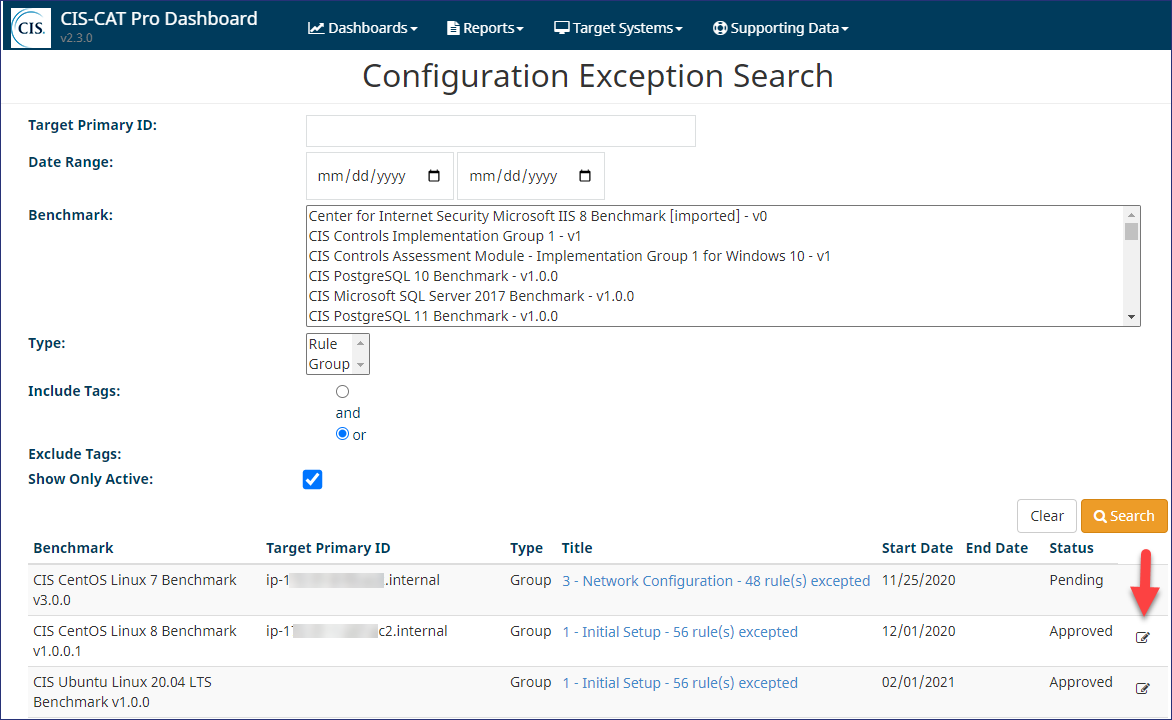 CIS. CIS-CAT Pro Dashboard
v2.3.0
Dashboards Reports Target Systems Supporting Data
Configuration Exception Search
Target Primary ID:
Date Range: mm/dd/yyyy mm/dd/yyyy
Benchmark:
Center for Internet Security Microsoft IIS 8 Benchmark [imported] - v0
CIS Controls Implementation Group 1 - v1
CIS Controls Assessment Module - Implementation Group 1 for Windows 10 - v1
CIS PostgreSQL 10 Benchmark - v1.0.0
CIS Microsoft SQL Server 2017 Benchmark - v1.0.0
CIS PostgreSQL 11 Benchmark - v1.0.0
Type: Rule
Group
Include Tags:
and
or
Exclude Tags:
Show Only Active:
Clear Search
Benchmark Target Primary ID Type Title Start Date End Date Status
CIS CentOS Linux 7 Benchmark ip-1 .internal Group 3 - Network Configuration - 48 rule(s) excepted 11/25/2020 Pending
v3.0.0
CIS CentOS Linux 8 Benchmark ip-1 c2.internal Group 1 - Initial Setup - 56 rule(s) excepted 12/01/2020 Approved
v1.0.0.1
CIS Ubuntu Linux 20.04 LTS Group 1 - Initial Setup - 56 rule(s) excepted 02/01/2021 Approved
Benchmark v1.0.0